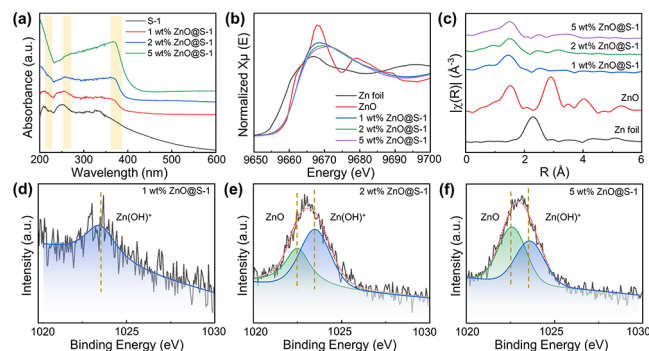 (a)
S-1
1 wt% ZnO@S-1
2 wt% ZnO@S-1
5 wt% ZnO@S-1
Absorbance (a.u.)
200 300 400 500 600
Wavelength (nm)
(b)
Zn foil
ZnO
1 wt% ZnO@S-1
2 wt% ZnO@S-1
5 wt% ZnO@S-1
Normalized Xμ (E)
9650 9660 9670 9680 9690 9700
Energy (eV)
(c)
5 wt% ZnO@S-1
2 wt% ZnO@S-1
1 wt% ZnO@S-1
ZnO
Zn foil
|χ(R)| (Å-3)
0 2 4 6
R (Å)
(d)
1 wt% ZnO@S-1
Zn(OH)+
Intensity (a.u.)
1020 1025 1030
Binding Energy (eV)
(e)
2 wt% ZnO@S-1
ZnO
Zn(OH)+
Intensity (a.u.)
1020 1025 1030
Binding Energy (eV)
(f)
5 wt% ZnO@S-1
ZnO
Zn(OH)+
Intensity (a.u.)
1020 1025 1030
Binding Energy (eV)